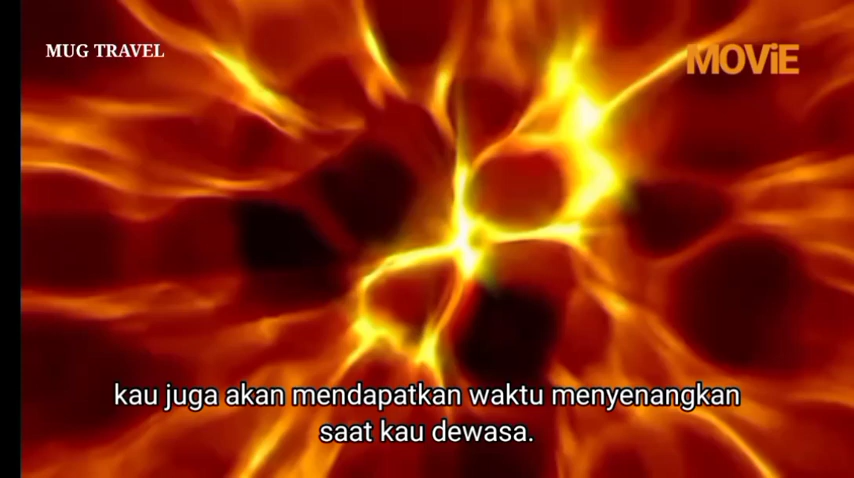 MUG TRAVEL
MOViE
kau juga akan mendapatkan waktu menyenangkan
saat kau dewasa.